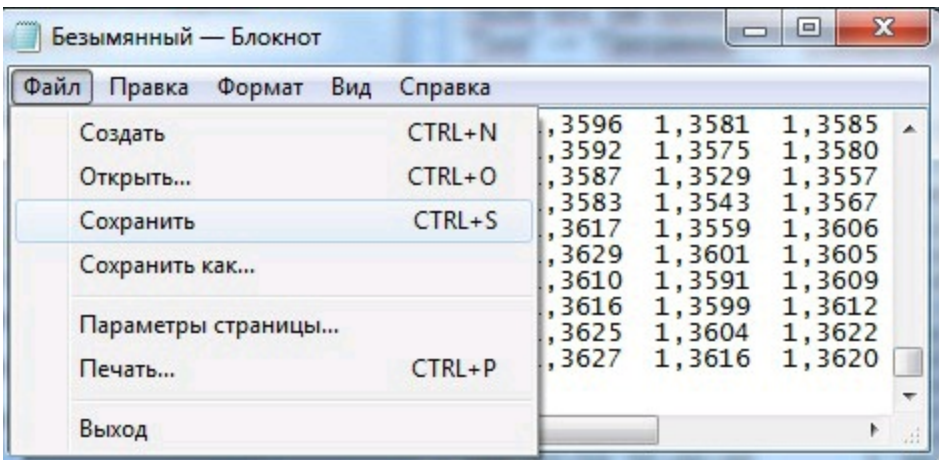 Безымянный — Блокнот
Файл Правка Формат Вид Справка
Создать CTRL+N
Открыть... CTRL+O
Сохранить CTRL+S
Сохранить как...
Параметры страницы...
Печать... CTRL+P
Выход
,3596 1,3581 1,3585
,3592 1,3575 1,3580
,3587 1,3529 1,3557
,3583 1,3543 1,3567
,3617 1,3559 1,3606
,3629 1,3601 1,3605
,3610 1,3591 1,3609
,3616 1,3599 1,3612
,3625 1,3604 1,3622
,3627 1,3616 1,3620